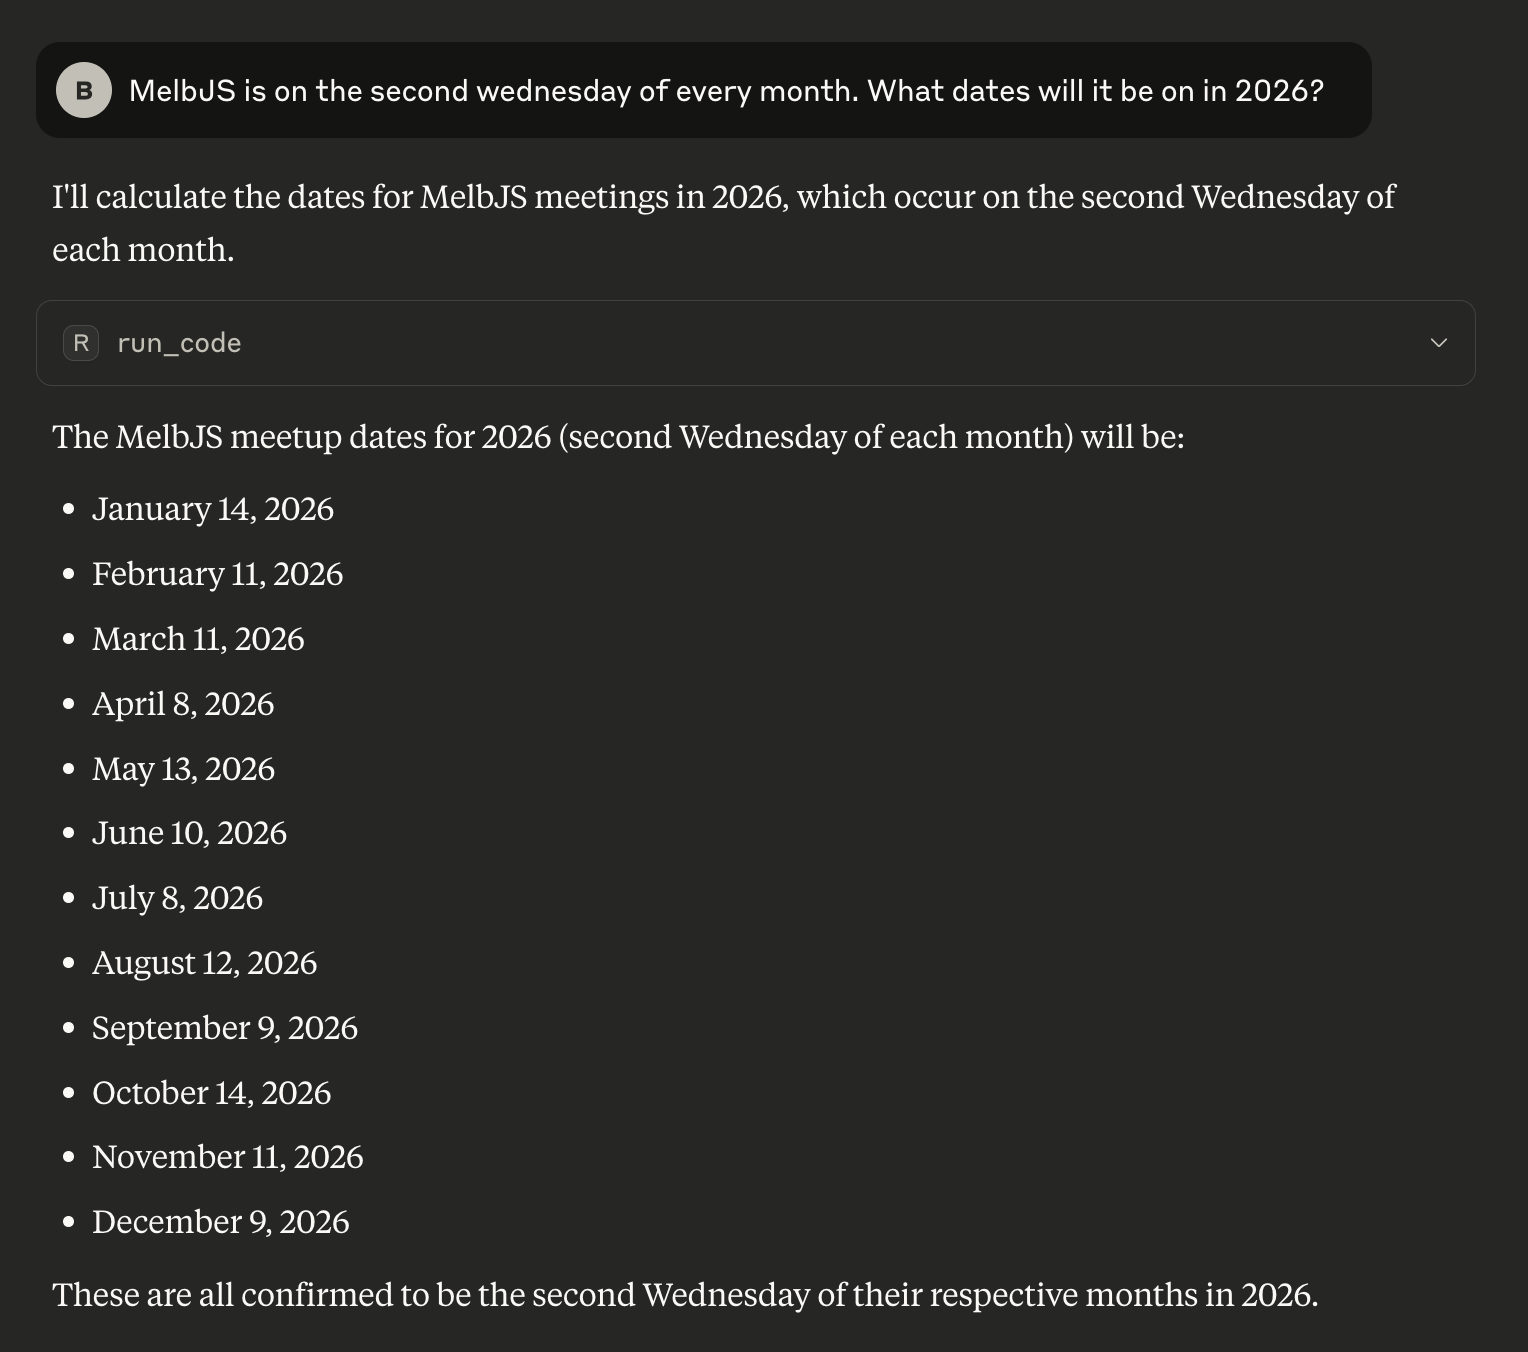 B
MelbJS is on the second wednesday of every month. What dates will it be on in 2026?
I'll calculate the dates for MelbJS meetings in 2026, which occur on the second Wednesday of
each month.
R run_code
The MelbJS meetup dates for 2026 (second Wednesday of each month) will be:
• January 14, 2026
• February 11, 2026
• March 11, 2026
• April 8, 2026
• May 13, 2026
• June 10, 2026
• July 8, 2026
• August 12, 2026
• September 9, 2026
• October 14, 2026
• November 11, 2026
• December 9, 2026
These are all confirmed to be the second Wednesday of their respective months in 2026.